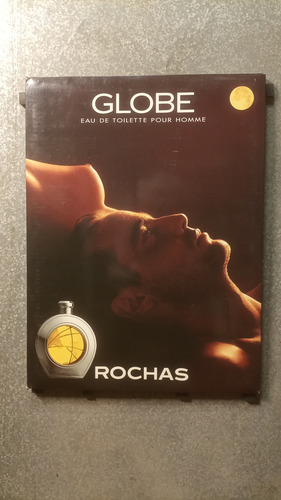 GLOBE
EAU DE TOILETTE POUR HOMME
ROCHAS